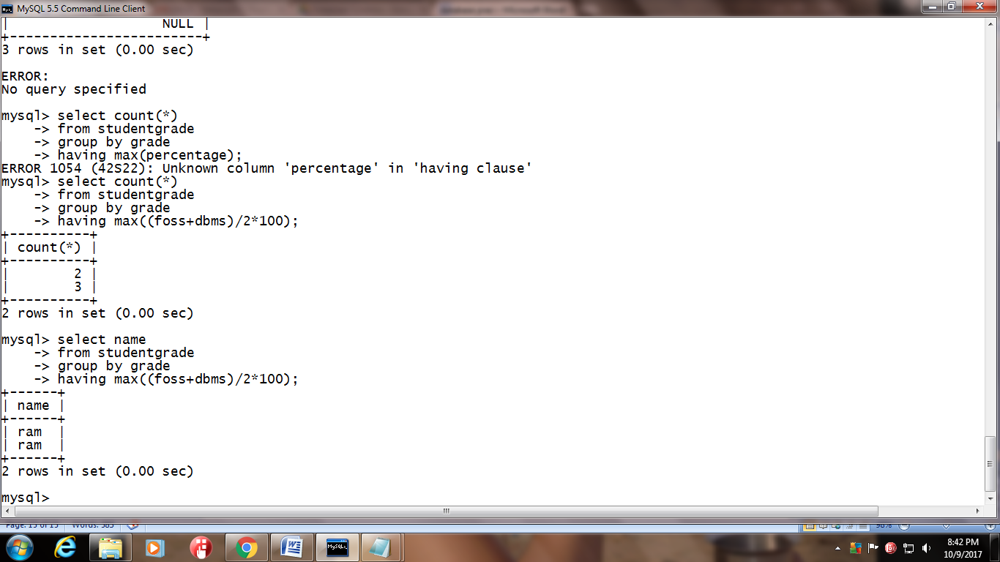 MySQL 5.5 Command Line Client
|                    NULL |
+-------------------------+
3 rows in set (0.00 sec)
ERROR:
No query specified
mysql> select count(*)
    -> from studentgrade
    -> group by grade
    -> having max(percentage);
ERROR 1054 (42S22): Unknown column 'percentage' in 'having clause'
mysql> select count(*)
    -> from studentgrade
    -> group by grade
    -> having max((foss+dbms)/2*100);
+----------+
| count(*) |
+----------+
|        2 |
|        3 |
+----------+
2 rows in set (0.00 sec)
mysql> select name
    -> from studentgrade
    -> group by grade
    -> having max((foss+dbms)/2*100);
+------+
| name |
+------+
| ram  |
| ram  |
+------+
2 rows in set (0.00 sec)
mysql>
Page: 15 of 15 Words: 585 98%
8:42 PM
10/9/2017